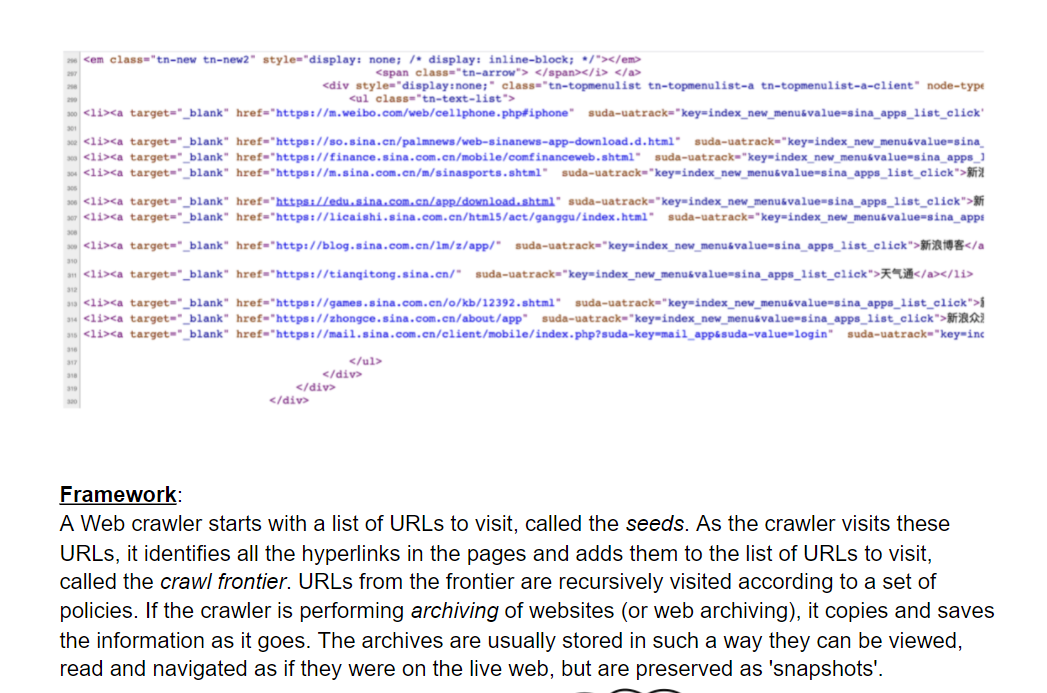 296 <em class="tn-new tn-new2" style="display: none; /* display: inline-block; */"></em>
297 <span class="tn-arrow"> </span></i> </a>
298 <div style="display:none;" class="tn-topmenulist tn-topmenulist-a tn-topmenulist-a-client" node-type
299 <ul class="tn-text-list">
300 <li><a target="_blank" href="https://m.weibo.com/web/cellphone.php#iphone" suda-uatrack="key=index_new_menu&value=sina_apps_list_click"
301
302 <li><a target="_blank" href="https://so.sina.cn/palmnews/web-sinanews-app-download.d.html" suda-uatrack="key=index_new_menu&value=sina_
303 <li><a target="_blank" href="https://finance.sina.com.cn/mobile/comfinanceweb.shtml" suda-uatrack="key=index_new_menu&value=sina_apps_l
304 <li><a target="_blank" href="https://m.sina.com.cn/m/sinasports.shtml" suda-uatrack="key=index_new_menu&value=sina_apps_list_click">新浪
305
306 <li><a target="_blank" href="https://edu.sina.com.cn/app/download.shtml" suda-uatrack="key=index_new_menu&value=sina_apps_list_click">新
307 <li><a target="_blank" href="https://licaishi.sina.com.cn/html5/act/ganggu/index.html" suda-uatrack="key=index_new_menu&value=sina_apps
308
309 <li><a target="_blank" href="http://blog.sina.com.cn/lm/z/app/" suda-uatrack="key=index_new_menu&value=sina_apps_list_click">新浪博客</a
310
311 <li><a target="_blank" href="https://tianqitong.sina.cn/" suda-uatrack="key=index_new_menu&value=sina_apps_list_click">天气通</a></li>
312
313 <li><a target="_blank" href="https://games.sina.com.cn/o/kb/12392.shtml" suda-uatrack="key=index_new_menu&value=sina_apps_list_click">
314 <li><a target="_blank" href="https://zhongce.sina.com.cn/about/app" suda-uatrack="key=index_new_menu&value=sina_apps_list_click">新浪众
315 <li><a target="_blank" href="https://mail.sina.com.cn/client/mobile/index.php?suda-key=mail_app&suda-value=login" suda-uatrack="key=ind
316
317 </ul>
318 </div>
319 </div>
320 </div>
Framework:
A Web crawler starts with a list of URLs to visit, called the seeds. As the crawler visits these
URLs, it identifies all the hyperlinks in the pages and adds them to the list of URLs to visit,
called the crawl frontier. URLs from the frontier are recursively visited according to a set of
policies. If the crawler is performing archiving of websites (or web archiving), it copies and saves
the information as it goes. The archives are usually stored in such a way they can be viewed,
read and navigated as if they were on the live web, but are preserved as 'snapshots'.